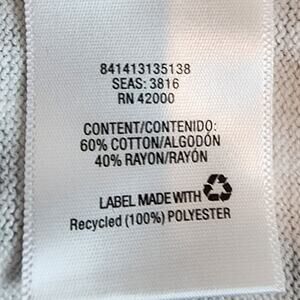 841413135138
SEAS: 3816
RN 42000
CONTENT/CONTENIDO:
60% COTTON/ALGODÓN
40% RAYON/RAYÓN
LABEL MADE WITH
Recycled (100%) POLYESTER